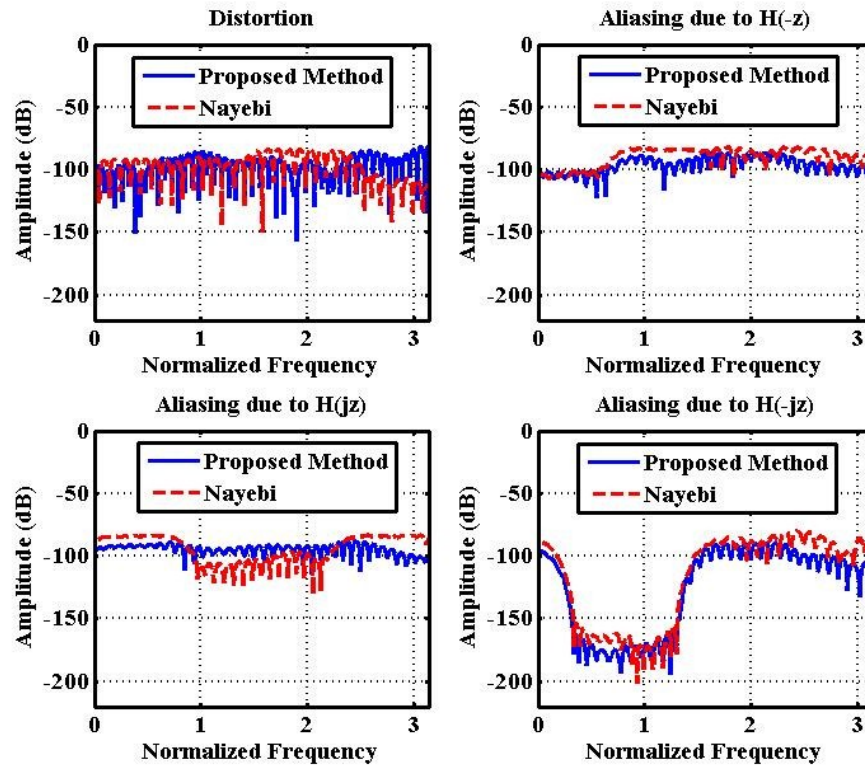 Distortion
0
-50
-100
-150
-200
Amplitude (dB)
Proposed Method
Nayebi
0 1 2 3
Normalized Frequency
Aliasing due to H(-z)
0
-50
-100
-150
-200
Amplitude (dB)
Proposed Method
Nayebi
0 1 2 3
Normalized Frequency
Aliasing due to H(jz)
0
-50
-100
-150
-200
Amplitude (dB)
Proposed Method
Nayebi
0 1 2 3
Normalized Frequency
Aliasing due to H(-jz)
0
-50
-100
-150
-200
Amplitude (dB)
Proposed Method
Nayebi
0 1 2 3
Normalized Frequency